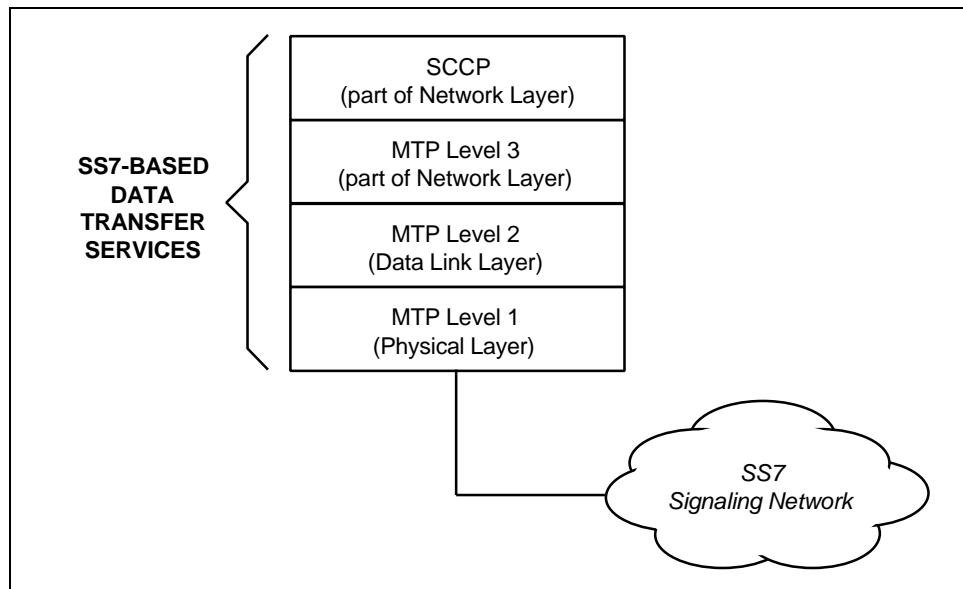 SCCP
(part of Network Layer)
MTP Level 3
(part of Network Layer)
SS7-BASED
DATA
TRANSFER
SERVICES
MTP Level 2
(Data Link Layer)
MTP Level 1
(Physical Layer)
SS7
Signaling Network